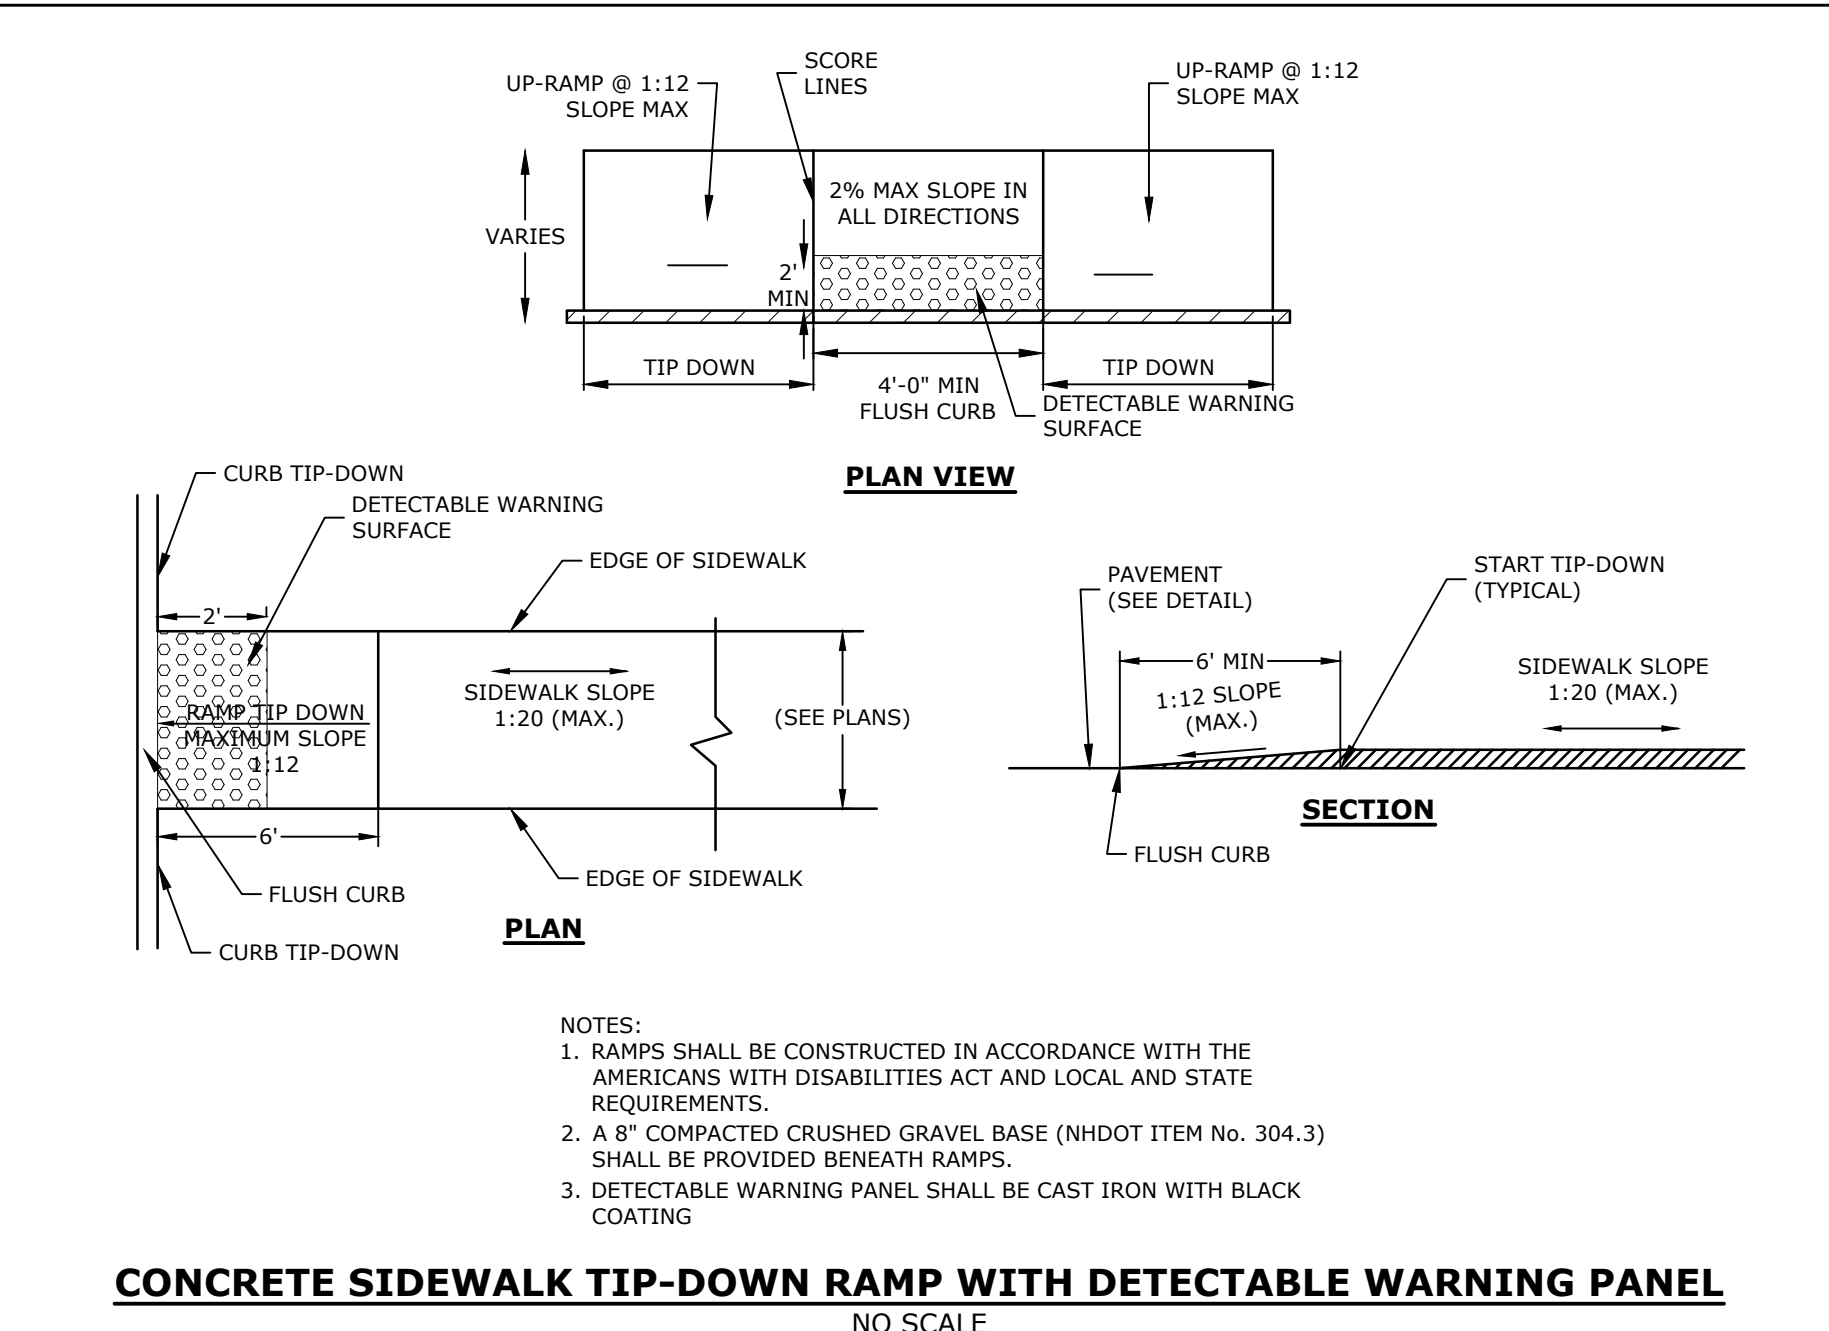 UP-RAMP @ 1:12
SLOPE MAX
SCORE
LINES
UP-RAMP @ 1:12
SLOPE MAX
2% MAX SLOPE IN
ALL DIRECTIONS
VARIES
2'
MIN
TIP DOWN
TIP DOWN
4'-0" MIN
FLUSH CURB
DETECTABLE WARNING
SURFACE
PLAN VIEW
CURB TIP-DOWN
DETECTABLE WARNING
SURFACE
EDGE OF SIDEWALK
2'
RAMP TIP DOWN
MAXIMUM SLOPE
1:12
SIDEWALK SLOPE
1:20 (MAX.)
(SEE PLANS)
6'
FLUSH CURB
EDGE OF SIDEWALK
CURB TIP-DOWN
PLAN
PAVEMENT
(SEE DETAIL)
START TIP-DOWN
(TYPICAL)
6' MIN
1:12 SLOPE
(MAX.)
SIDEWALK SLOPE
1:20 (MAX.)
SECTION
FLUSH CURB
NOTES:
1. RAMPS SHALL BE CONSTRUCTED IN ACCORDANCE WITH THE
AMERICANS WITH DISABILITIES ACT AND LOCAL AND STATE
REQUIREMENTS.
2. A 8" COMPACTED CRUSHED GRAVEL BASE (NHDOT ITEM No. 304.3)
SHALL BE PROVIDED BENEATH RAMPS.
3. DETECTABLE WARNING PANEL SHALL BE CAST IRON WITH BLACK
COATING
CONCRETE SIDEWALK TIP-DOWN RAMP WITH DETECTABLE WARNING PANEL
NO SCALE